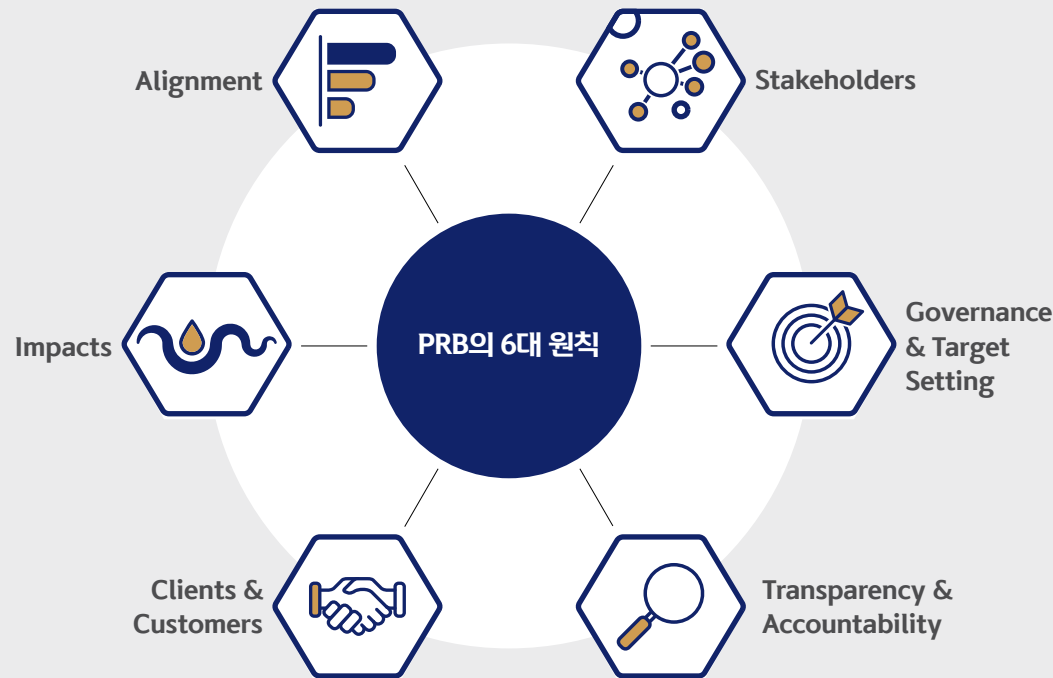 Alignment
Stakeholders
Impacts
PRB의 6대 원칙
Governance
& Target
Setting
Clients &
Customers
Transparency &
Accountability